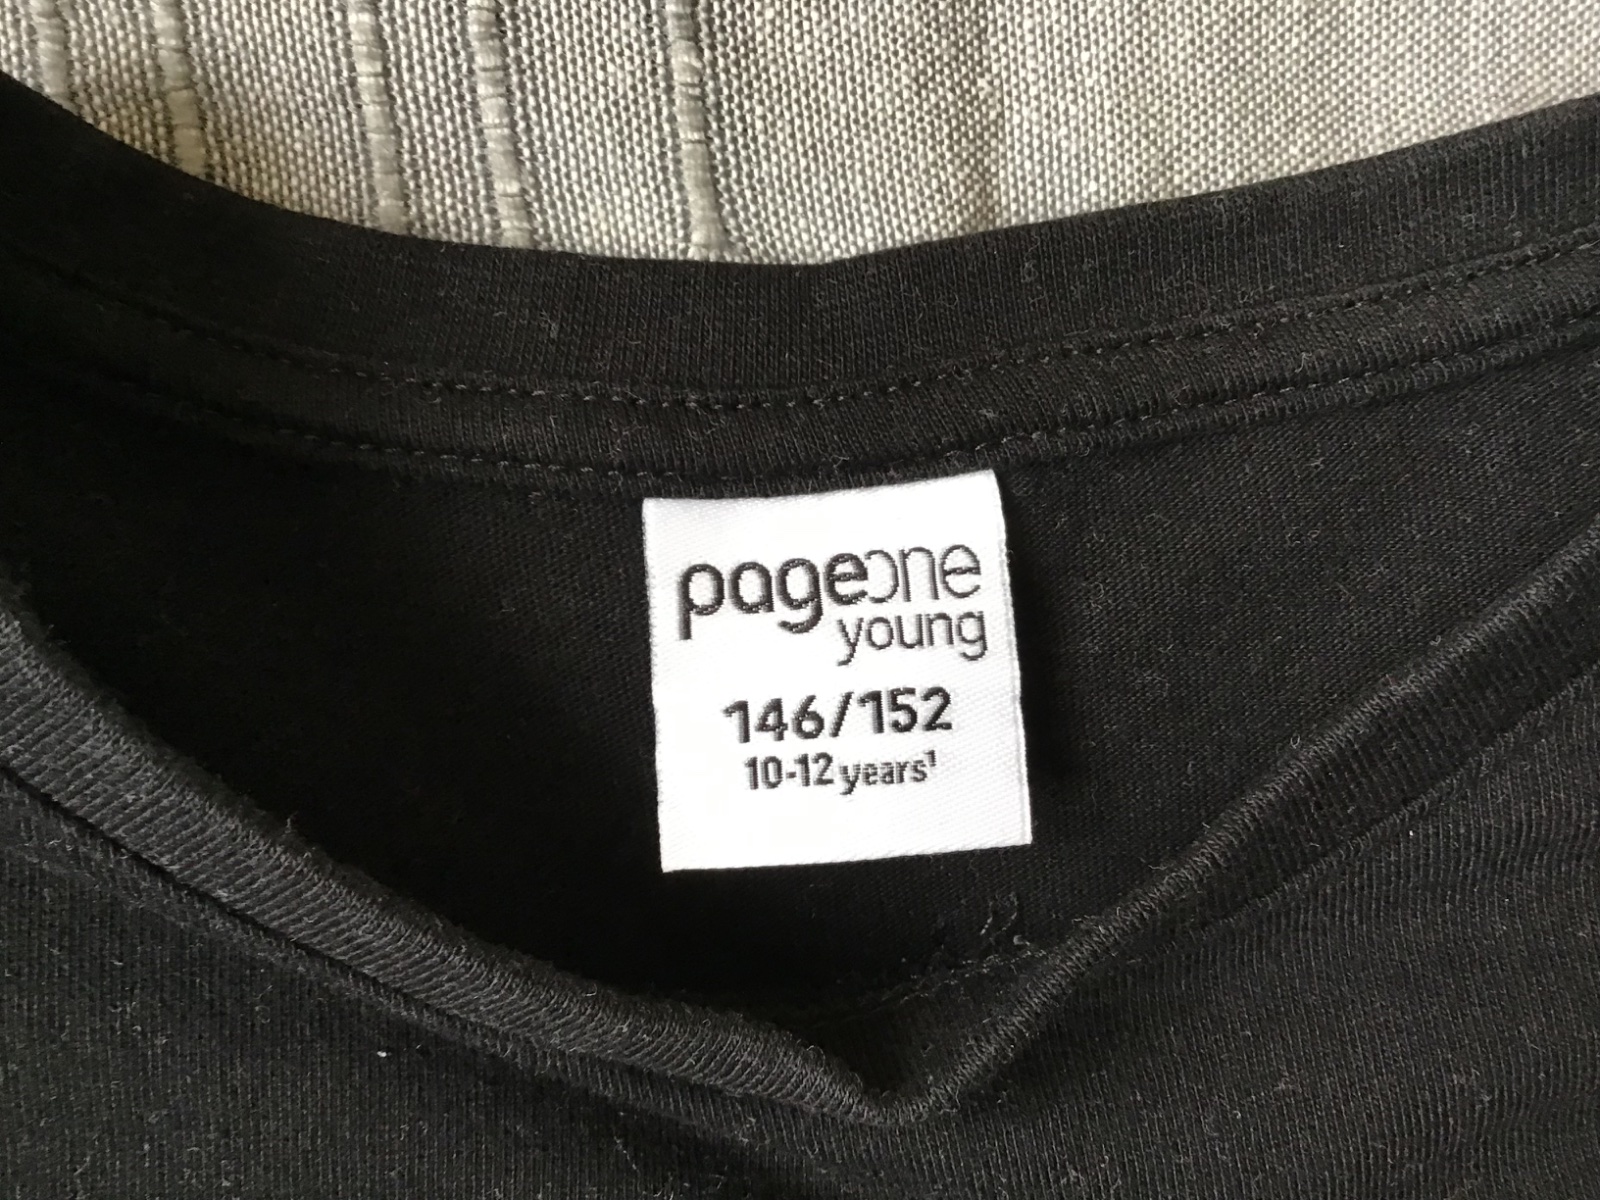 pageone
young
146/152
10-12 years¹